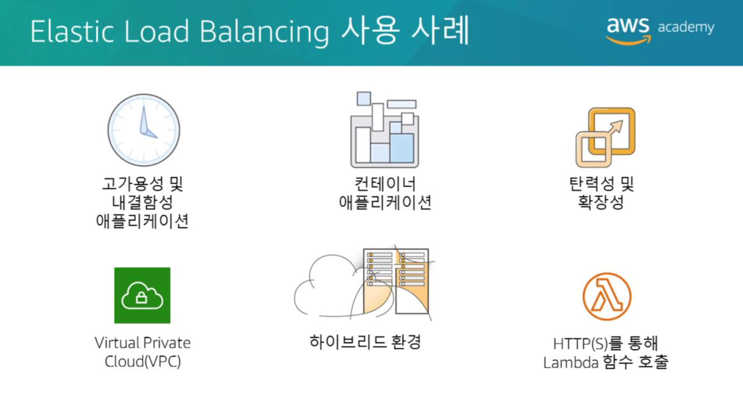 Elastic Load Balancing 사용 사례
aws academy
고가용성 및
내결함성
애플리케이션
컨테이너
애플리케이션
탄력성 및
확장성
Virtual Private
Cloud(VPC)
하이브리드 환경
HTTP(S)를 통해
Lambda 함수 호출